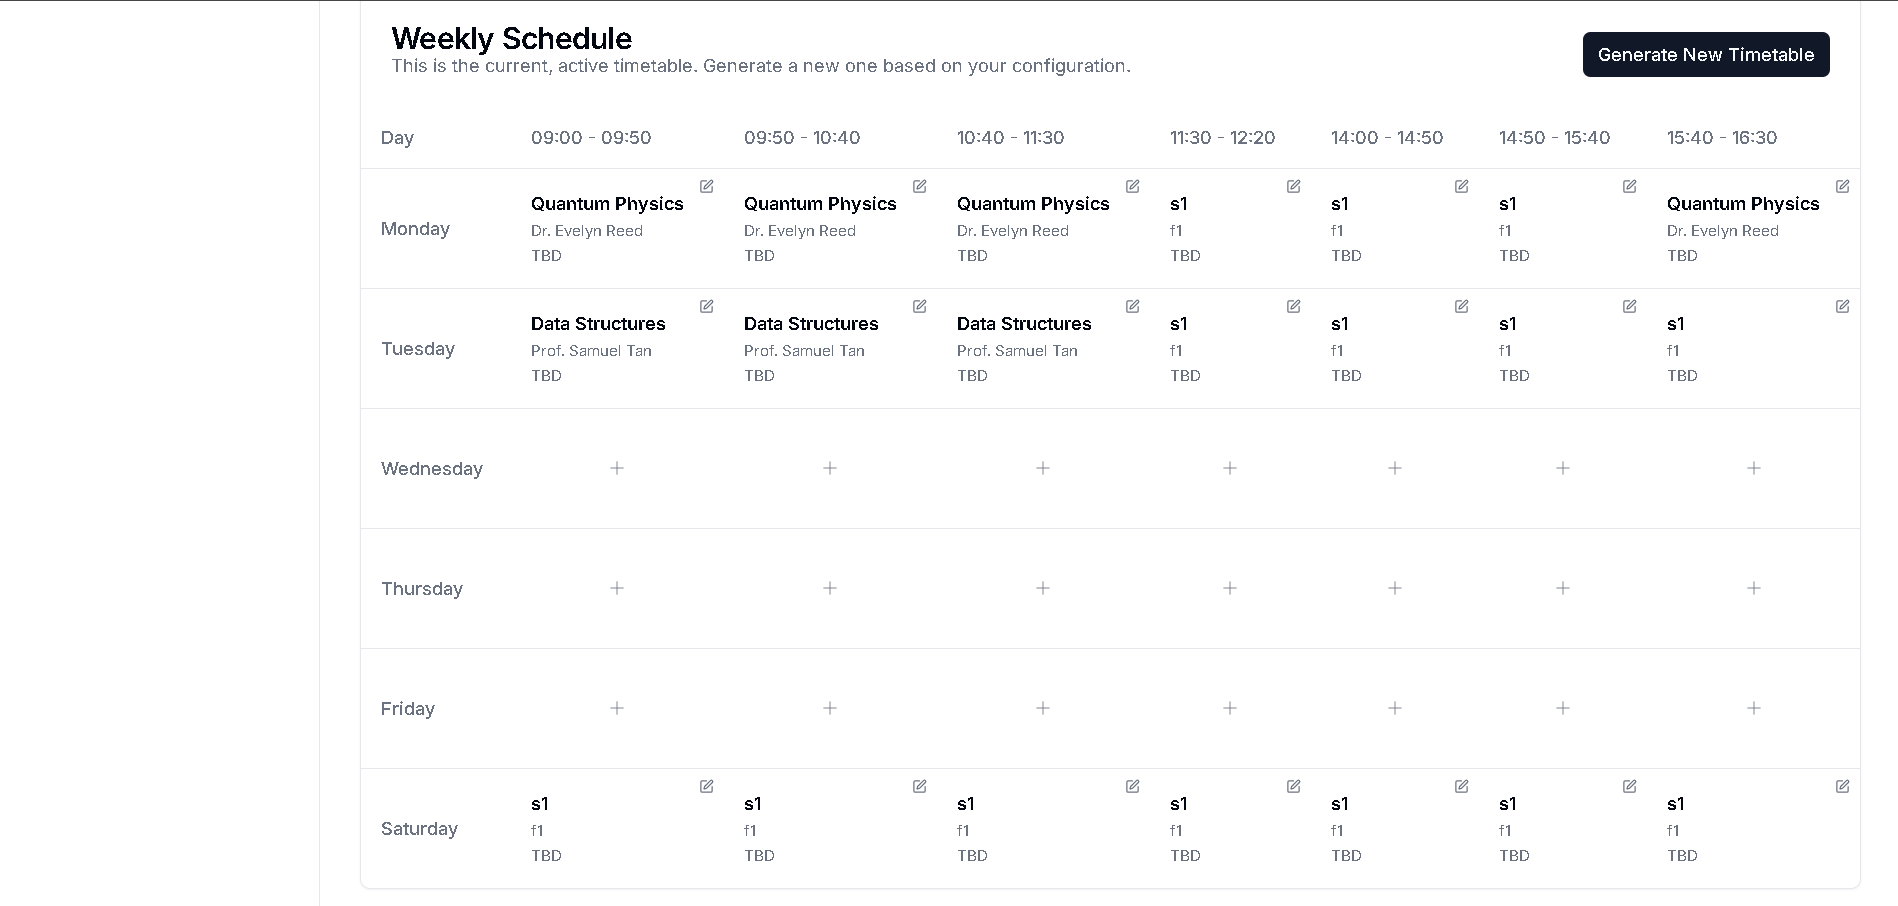 Weekly Schedule
This is the current, active timetable. Generate a new one based on your configuration.
Generate New Timetable
Day 09:00 - 09:50 09:50 - 10:40 10:40 - 11:30 11:30 - 12:20 14:00 - 14:50 14:50 - 15:40 15:40 - 16:30
Monday
Quantum Physics Quantum Physics Quantum Physics s1 s1 s1 Quantum Physics
Dr. Evelyn Reed Dr. Evelyn Reed Dr. Evelyn Reed f1 f1 f1 Dr. Evelyn Reed
TBD TBD TBD TBD TBD TBD TBD
Tuesday
Data Structures Data Structures Data Structures s1 s1 s1 s1
Prof. Samuel Tan Prof. Samuel Tan Prof. Samuel Tan f1 f1 f1 f1
TBD TBD TBD TBD TBD TBD TBD
Wednesday + + + + + + +
Thursday + + + + + + +
Friday + + + + + + +
Saturday
s1 s1 s1 s1 s1 s1 s1
f1 f1 f1 f1 f1 f1 f1
TBD TBD TBD TBD TBD TBD TBD